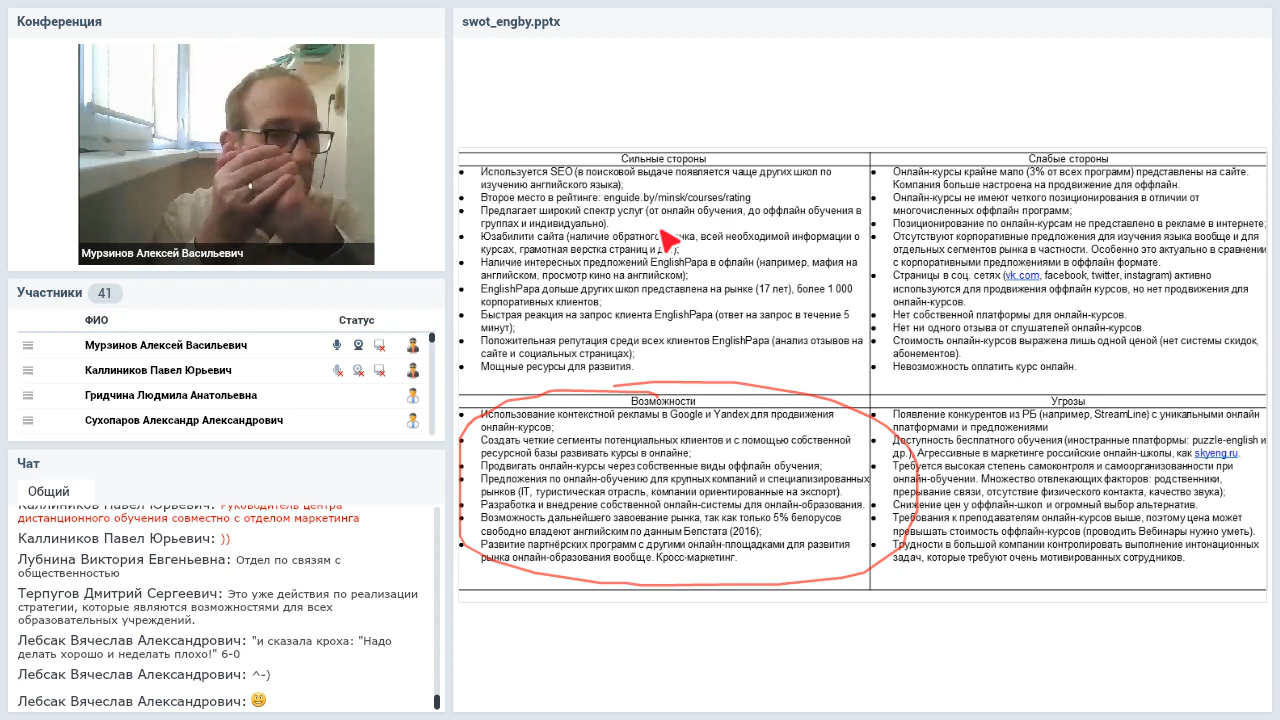 Конференция
Мурзинов Алексей Васильевич
Участники 41
ФИО Статус
Мурзинов Алексей Васильевич
Каллиников Павел Юрьевич
Гридчина Людмила Анатольевна
Сухопаров Александр Александрович
Чат
Общий
Каллиников Павел Юрьевич: Руководитель центра
дистанционного обучения совместно с отделом маркетинга
Каллиников Павел Юрьевич: ))
Лубнина Виктория Евгеньевна: Отдел по связям с
общественностью
Терпугов Дмитрий Сергеевич: Это уже действия по реализации
стратегии, которые являются возможностями для всех
образовательных учреждений.
Лебсак Вячеслав Александрович: "и сказала кроха: "Надо
делать хорошо и неделать плохо!" 6-0
Лебсак Вячеслав Александрович: ^-)
Лебсак Вячеслав Александрович:
swot_engby.pptx
Сильные стороны
Используется SEO (в поисковой выдаче появляется чаще других школ по
изучению английского языка);
Второе место в рейтинге: enguide.by/minsk/courses/rating
Предлагает широкий спектр услуг (от онлайн обучения, до оффлайн обучения в
группах и индивидуально).
Юзабилити сайта (наличие обратного звонка, всей необходимой информации о
курсах, грамотная верстка страниц и
Наличие интересных предложений EnglishPapa в офлайн (например, мафия на
английском, просмотр кино на английском);
EnglishPapa дольше других школ представлена на рынке (17 лет), более 1 000
корпоративных клиентов;
Быстрая реакция на запрос клиента EnglishPapa (ответ на запрос в течение 5
минут);
Положительная репутация среди всех клиентов EnglishPapa (анализ отзывов на
сайте и социальных страницах);
Мощные ресурсы для развития.
Слабые стороны
Онлайн-курсы крайне мало (3% от всех программ) представлены на сайте.
Компания больше настроена на продвижение для оффлайн.
Онлайн-курсы не имеют четкого позиционирования в отличии от
многочисленных оффлайн программ;
Позиционирование по онлайн-курсам не представлено в рекламе в интернете;
Отсутствуют корпоративные предложения для изучения языка вообще и для
отдельных сегментов рынка в частности. Особенно это актуально в сравнении
с корпоративными предложениями в оффлайн формате.
Страницы в соц. сетях (vk.com, facebook, twitter, instagram) активно
используются для продвижения оффлайн курсов, но нет продвижения для
онлайн-курсов.
Нет собственной платформы для онлайн-курсов.
Нет ни одного отзыва от слушателей онлайн-курсов.
Стоимость онлайн-курсов выражена лишь одной ценой (нет системы скидок,
абонементов).
Невозможность оплатить курс онлайн.
Возможности
Использование контекстной рекламы в Google и Yandex для продвижения
онлайн-курсов;
Создать четкие сегменты потенциальных клиентов и с помощью собственной
ресурсной базы развивать курсы в онлайне;
Продвигать онлайн-курсы через собственные виды оффлайн обучения;
Предложения по онлайн-обучению для крупных компаний и специализированных
рынков (IT, туристическая отрасль, компании ориентированные на экспорт).
Разработка и внедрение собственной онлайн-системы для онлайн-образования.
Возможность дальнейшего завоевание рынка, так как только 5% белорусов
свободно владеют английским по данным Белстата (2016);
Развитие партнёрских программ с другими онлайн-площадками для развития
рынка онлайн-образования вообще. Кросс-маркетинг.
Угрозы
Появление конкурентов из РБ (например, StreamLine) с уникальными онлайн
платформами и предложениями
Доступность бесплатного обучения (иностранные платформы: puzzle-english и
др.). Агрессивные в маркетинге российские онлайн-школы, как skyeng.ru.
Требуется высокая степень самоконтроля и самоорганизованности при
онлайн-обучении. Множество отвлекающих факторов: родственники,
прерывание связи, отсутствие физического контакта, качество звука);
Снижение цен у оффлайн-школ и огромный выбор альтернатив.
Требования к преподавателям онлайн-курсов выше, поэтому цена может
превышать стоимость оффлайн-курсов (проводить Вебинары нужно уметь).
Трудности в большой компании контролировать выполнение интонационных
задач, которые требуют очень мотивированных сотрудников.